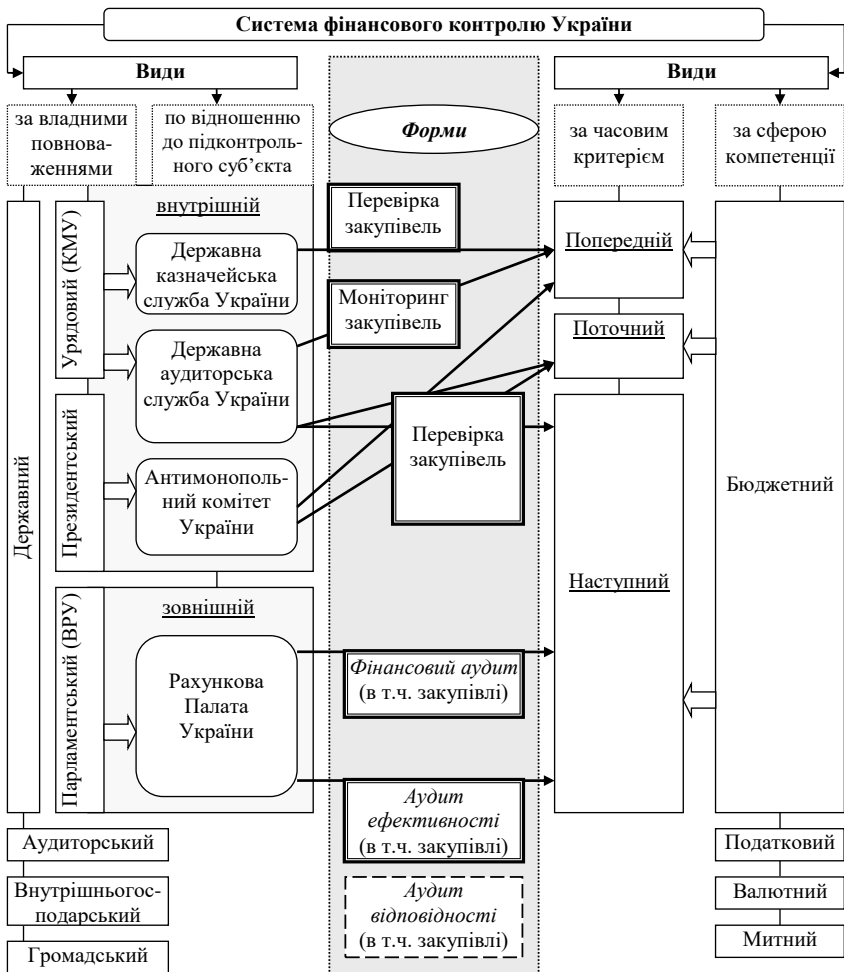 Система фінансового контролю України
Види
Види
за владними
повнова-
женнями
по відношенню
до підконтроль-
ного суб’єкта
Форми
за часовим
критерієм
за сферою
компетенції
Державний
Урядовий (КМУ)
Президентський
Парламентський (ВРУ)
внутрішній
Державна
казначейська
служба України
Державна
аудиторська
служба України
Антимонополь-
ний комітет
України
зовнішній
Рахункова
Палата
України
Перевірка
закупівель
Моніторинг
закупівель
Перевірка
закупівель
Фінансовий аудит
(в т.ч. закупівлі)
Аудит
ефективності
(в т.ч. закупівлі)
Аудит
відповідності
(в т.ч. закупівлі)
Попередній
Поточний
Наступний
Бюджетний
Аудиторський
Внутрішньогос-
подарський
Громадський
Податковий
Валютний
Митний